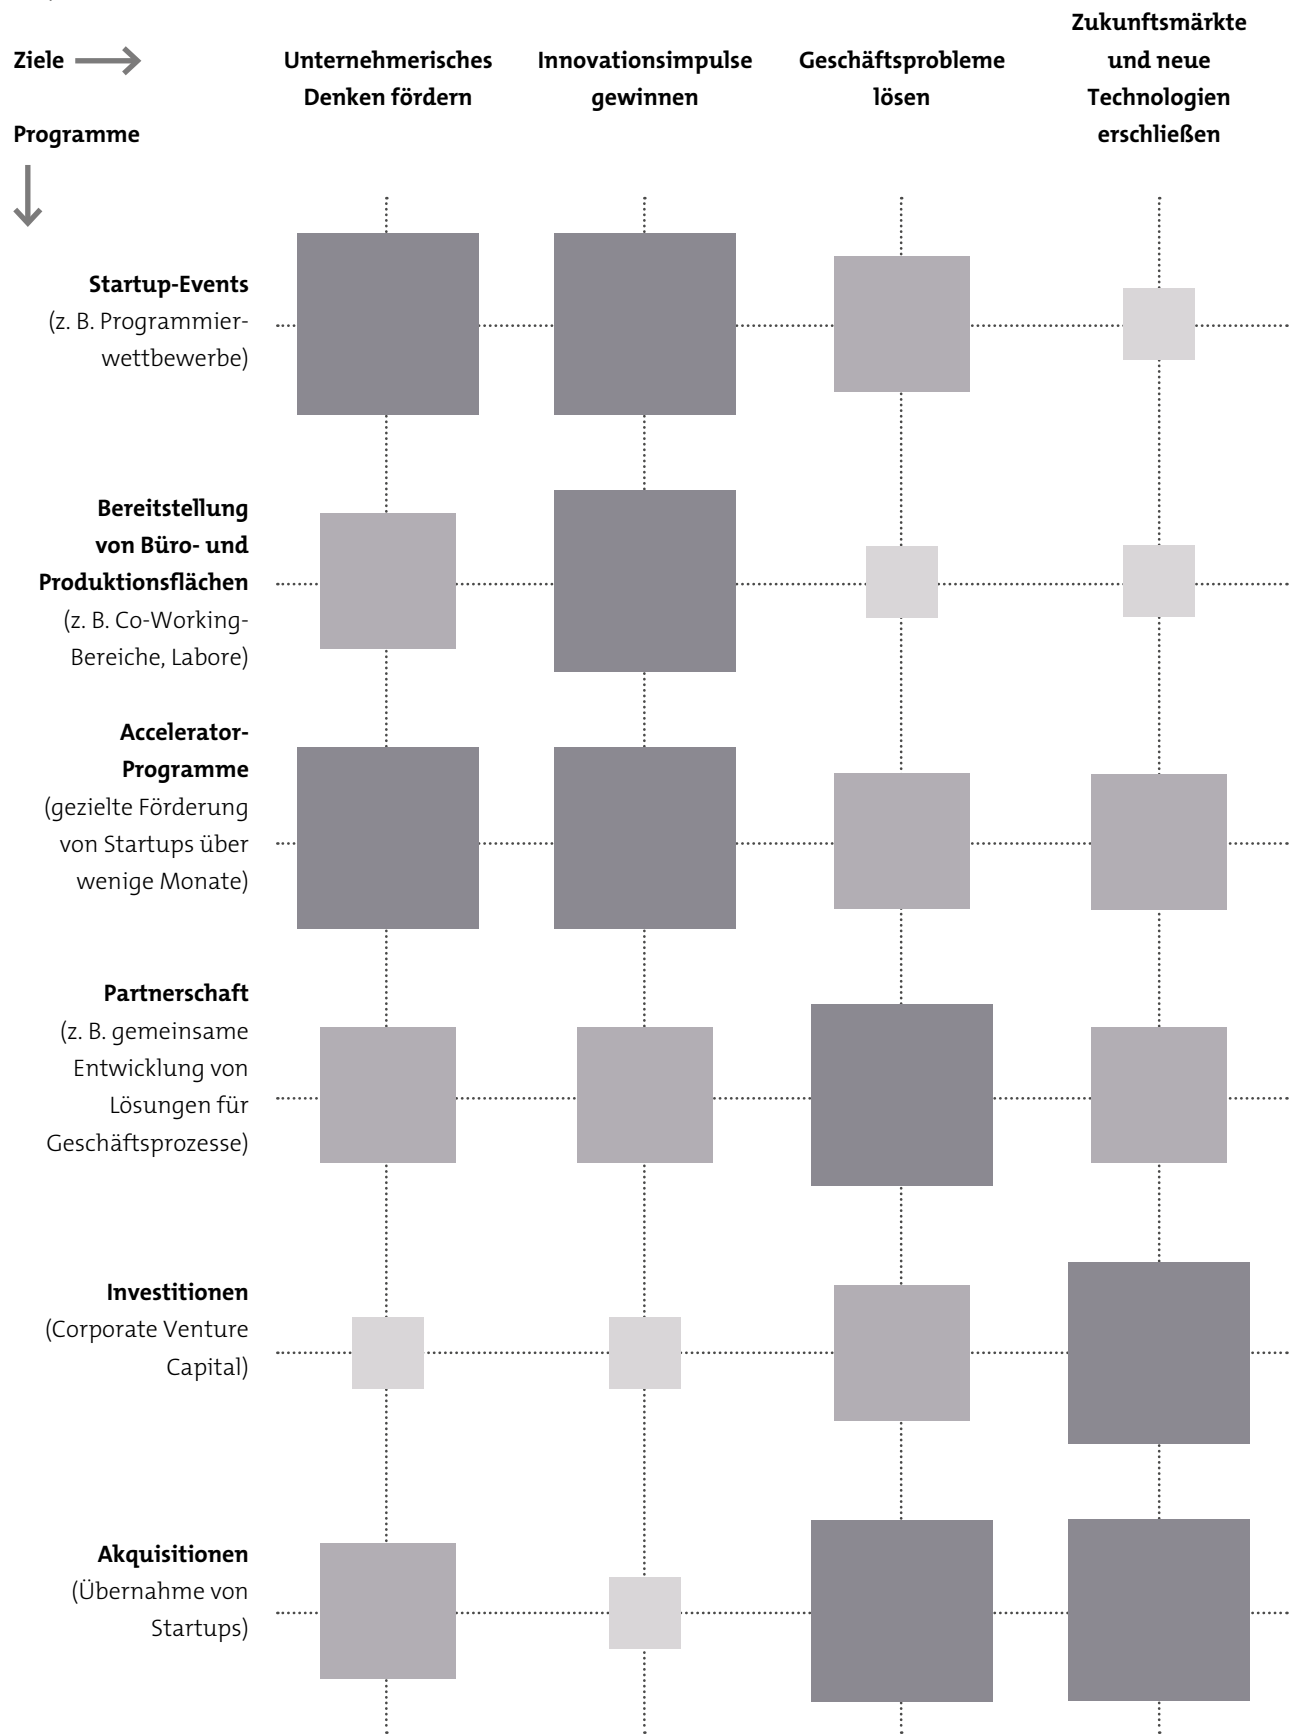 Ziele
Programme
Unternehmerisches
Denken fördern
Innovationsimpulse
gewinnen
Geschäftsprobleme
lösen
Zukunftsmärkte
und neue
Technologien
erschließen
Startup-Events
(z. B. Programmier-
wettbewerbe)
Bereitstellung
von Büro- und
Produktionsflächen
(z. B. Co-Working-
Bereiche, Labore)
Accelerator-
Programme
(gezielte Förderung
von Startups über
wenige Monate)
Partnerschaft
(z. B. gemeinsame
Entwicklung von
Lösungen für
Geschäftsprozesse)
Investitionen
(Corporate Venture
Capital)
Akquisitionen
(Übernahme von
Startups)